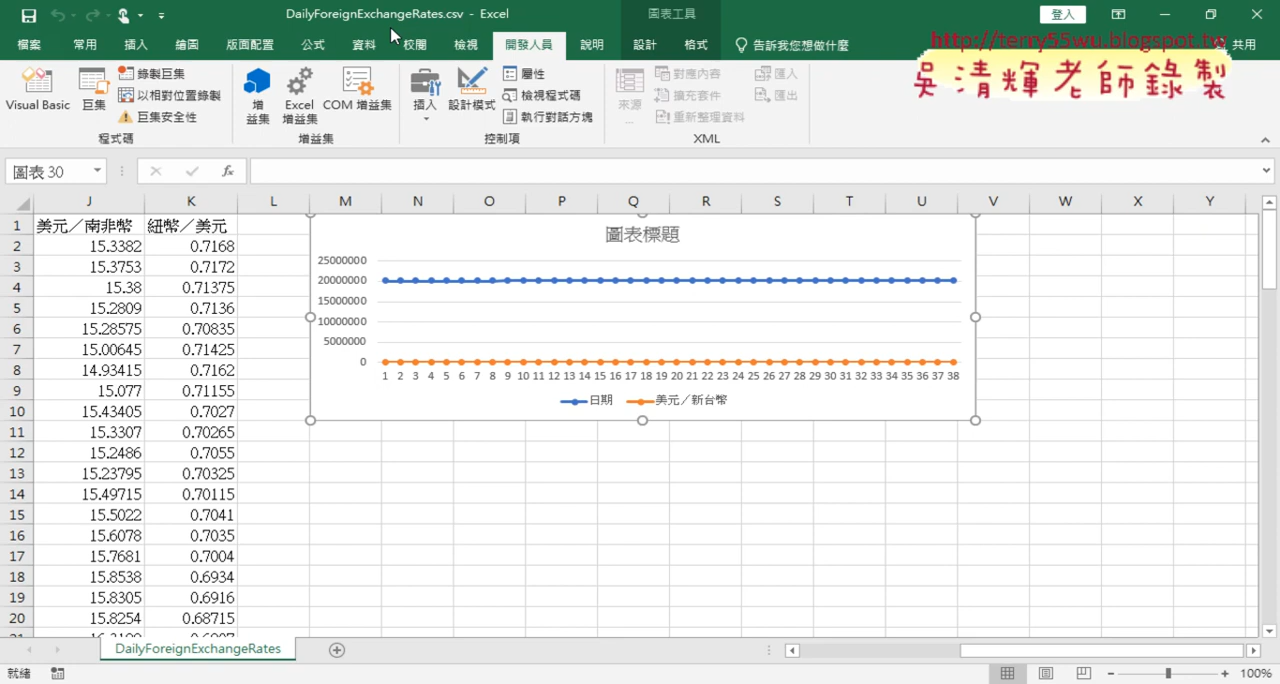 DailyForeignExchangeRates.csv - Excel
圖表工具
登入
檔案 常用 插入 繪圖 版面配置 公式 資料 校閱 檢視 開發人員 說明 設計 格式 告訴我您想做什麼 共用
http://terry55wu.blogspot.tw
吳清輝老師錄製
Visual Basic 巨集 錄製巨集 以相對位置錄製 巨集安全性
程式碼
增益集 Excel 增益集 COM 增益集
增益集
插入 設計模式 屬性 檢視程式碼 執行對話方塊
控制項
來源... 對應內容 擴充套件 重新整理資料 匯入 匯出
XML
圖表 30
fx
J K L M N O P Q R S T U V W X Y
1 美元／南非幣 紐幣／美元
2 15.3382 0.7168
3 15.3753 0.7172
4 15.38 0.71375
5 15.2809 0.7136
6 15.28575 0.70835
7 15.00645 0.71425
8 14.93415 0.7162
9 15.077 0.71155
10 15.43405 0.7027
11 15.3307 0.70265
12 15.2486 0.7055
13 15.23795 0.70325
14 15.49715 0.70115
15 15.5022 0.7041
16 15.6078 0.7035
17 15.7681 0.7004
18 15.8538 0.6934
19 15.8305 0.6916
20 15.8254 0.68715
圖表標題
25000000
20000000
15000000
10000000
5000000
0
1 2 3 4 5 6 7 8 9 10 11 12 13 14 15 16 17 18 19 20 21 22 23 24 25 26 27 28 29 30 31 32 33 34 35 36 37 38
日期 美元／新台幣
DailyForeignExchangeRates
就緒
100%